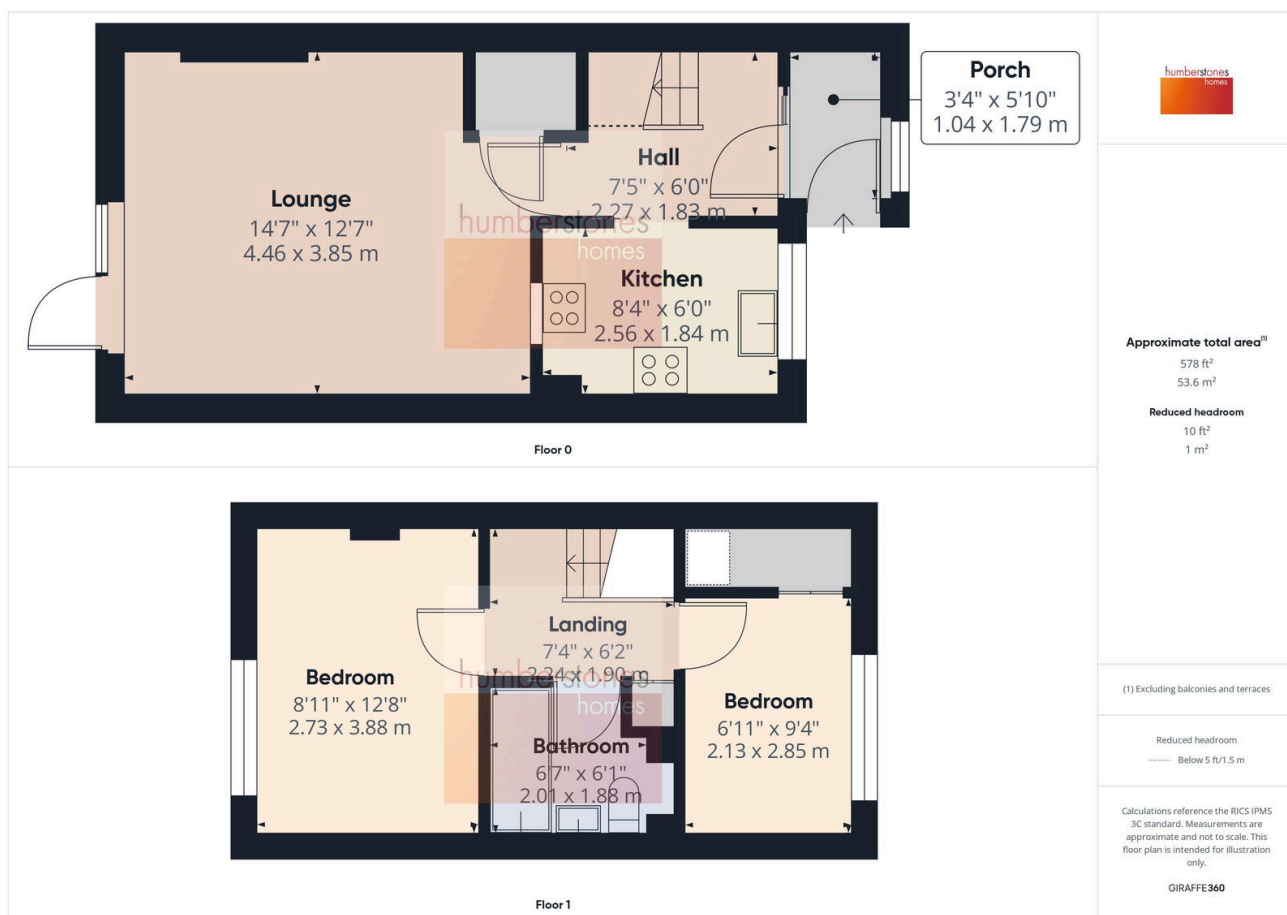 Porch
3'4" x 5'10"
1.04 x 1.79 m
Hall
7'5" x 6'0"
2.27 x 1.83 m
Lounge
14'7" x 12'7"
4.46 x 3.85 m
humberstones
homes
Kitchen
8'4" x 6'0"
2.56 x 1.84 m
Floor 0
Landing
7'4" x 6'2"
2.24 x 1.90 m
Bedroom
8'11" x 12'8"
2.73 x 3.88 m
humberstones
homes
Bedroom
6'11" x 9'4"
2.13 x 2.85 m
Bathroom
6'7" x 6'1"
2.01 x 1.88 m
Floor 1
humberstones
homes
Approximate total area(1)
578 ft²
53.6 m²
Reduced headroom
10 ft²
1 m²
(1) Excluding balconies and terraces
Reduced headroom
Below 5 ft/1.5 m
Calculations reference the RICS IPMS
3C standard. Measurements are
approximate and not to scale. This
floor plan is intended for illustration
only.
GIRAFFE360